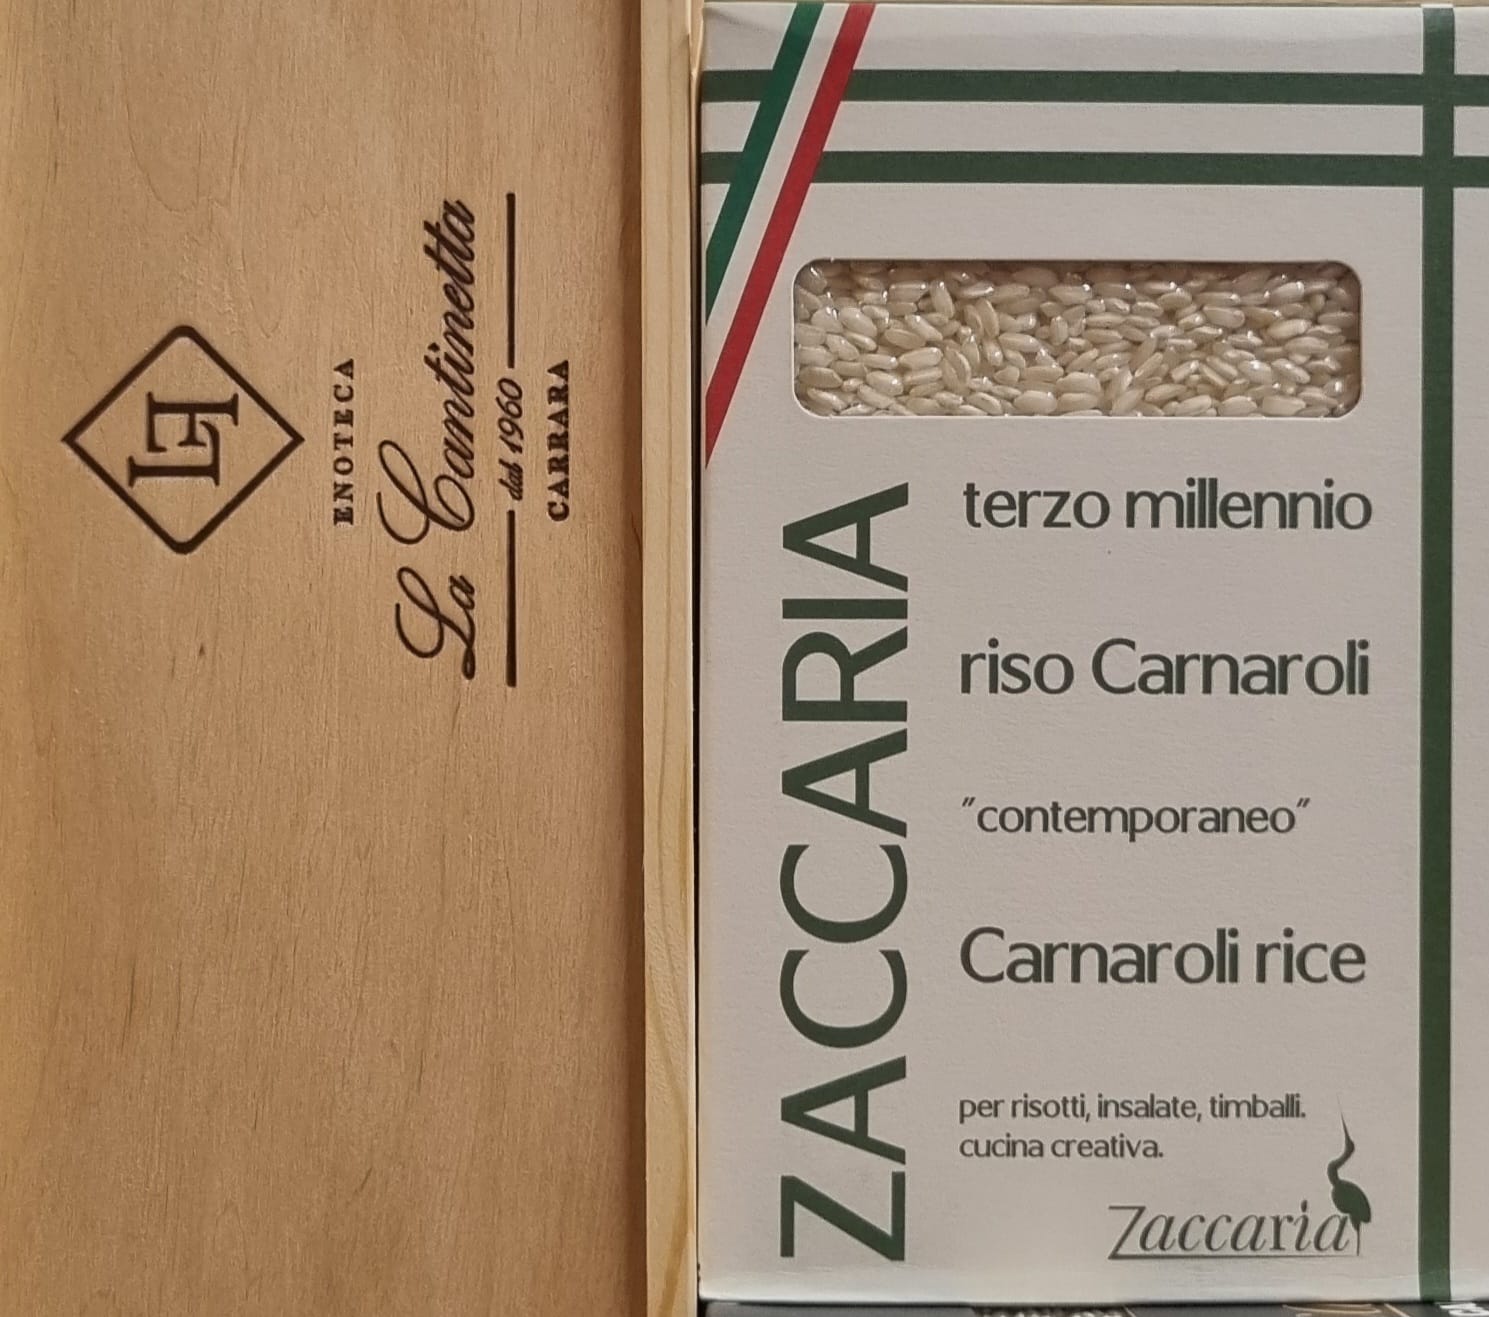 LF
ENOTECA
La Cantinetta
dal 1960
CARRARA
ZACCARIA
terzo millennio
riso Carnaroli
"contemporaneo"
Carnaroli rice
per risotti, insalate, timballi.
cucina creativa.
Zaccaria